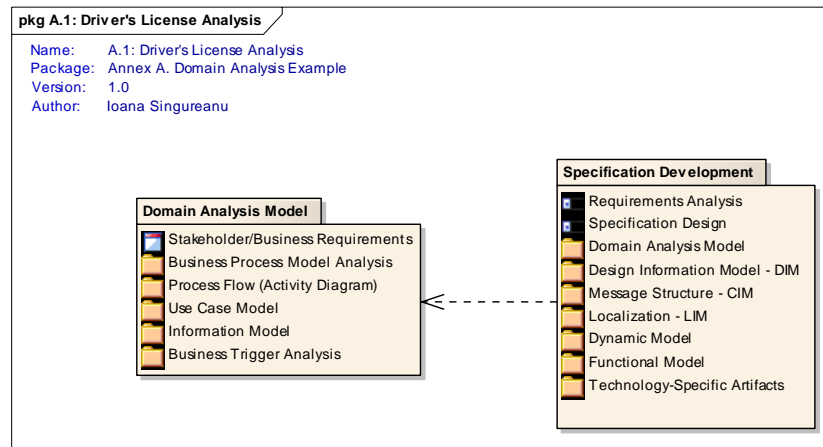 pkg A.1: Driver's License Analysis
Name: A.1: Driver's License Analysis
Package: Annex A. Domain Analysis Example
Version: 1.0
Author: Ioana Singureanu
Domain Analysis Model
Stakeholder/Business Requirements
Business Process Model Analysis
Process Flow (Activity Diagram)
Use Case Model
Information Model
Business Trigger Analysis
Specification Development
Requirements Analysis
Specification Design
Domain Analysis Model
Design Information Model - DIM
Message Structure - CIM
Localization - LIM
Dynamic Model
Functional Model
Technology-Specific Artifacts